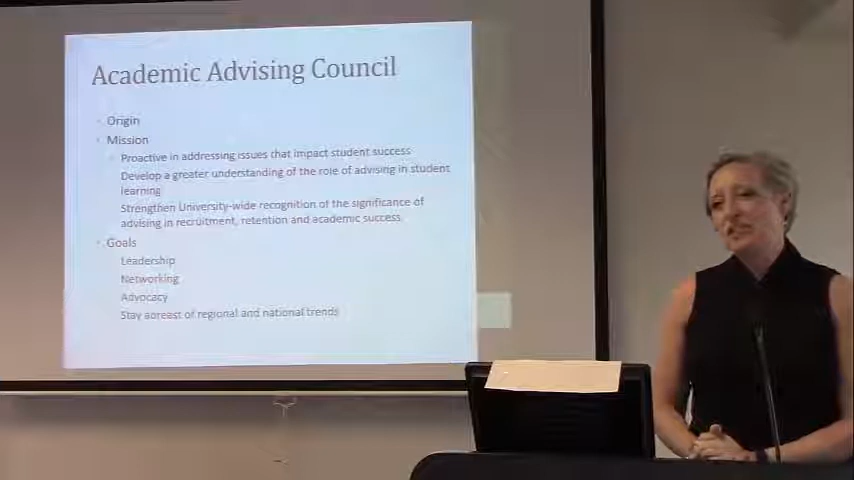 Academic Advising Council
Origin
Mission
Proactive in addressing issues that impact student success
Develop a greater understanding of the role of advising in student
learning
Strengthen University-wide recognition of the significance of
advising in recruitment, retention and academic success.
Goals
Leadership
Networking
Advocacy
Stay abreast of regional and national trends